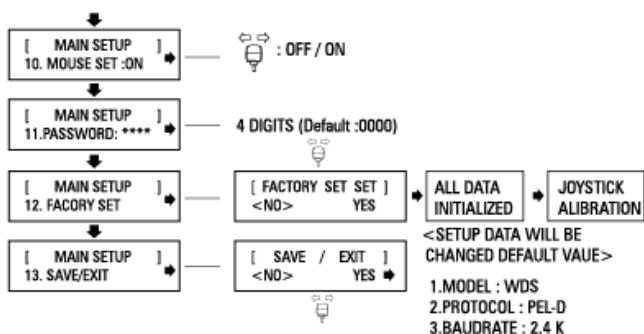 [ MAIN SETUP ]
10. MOUSE SET :ON
: OFF / ON
[ MAIN SETUP ]
11.PASSWORD: ****
4 DIGITS (Default :0000)
[ MAIN SETUP ]
12. FACORY SET
[ FACTORY SET SET ]
<NO> YES
ALL DATA
INITIALIZED
JOYSTICK
ALIBRATION
<SETUP DATA WILL BE
CHANGED DEFAULT VAUE>
[ MAIN SETUP ]
13. SAVE/EXIT
[ SAVE / EXIT ]
<NO> YES
1.MODEL : WDS
2.PROTOCOL : PEL-D
3.BAUDRATE : 2.4 K